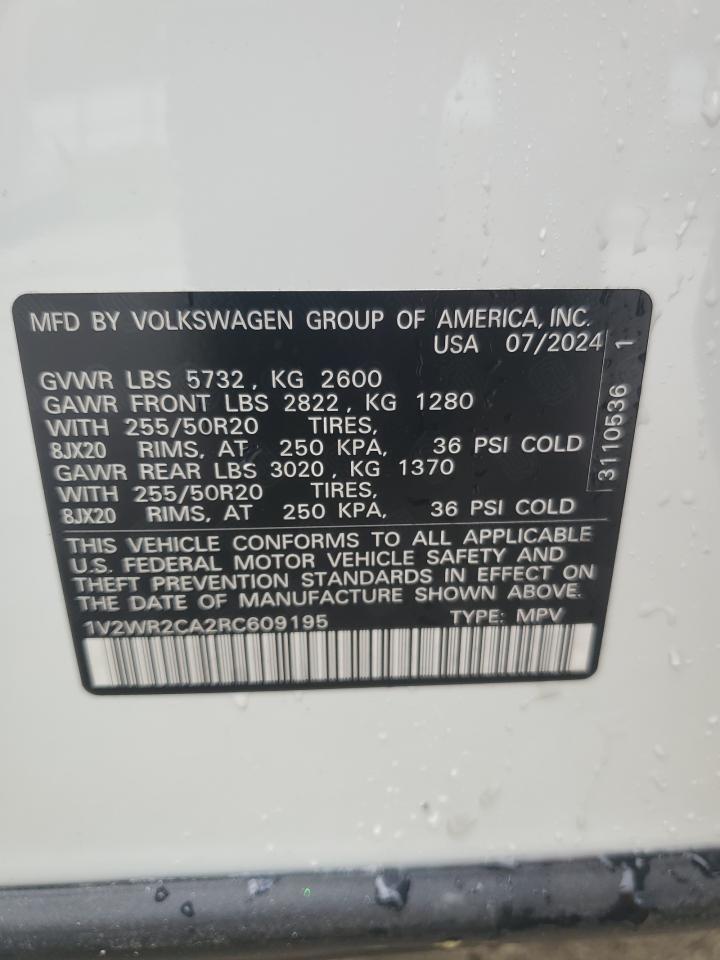 MFD BY VOLKSWAGEN GROUP OF AMERICA, INC.
USA 07/2024
GVWR LBS 5732, KG 2600
GAWR FRONT LBS 2822, KG 1280
WITH 255/50R20 TIRES,
8JX20 RIMS, AT 250 KPA, 36 PSI COLD
GAWR REAR LBS 3020, KG 1370
WITH 255/50R20 TIRES,
8JX20 RIMS, AT 250 KPA, 36 PSI COLD
THIS VEHICLE CONFORMS TO ALL APPLICABLE
U.S. FEDERAL MOTOR VEHICLE SAFETY AND
THEFT PREVENTION STANDARDS IN EFFECT ON
THE DATE OF MANUFACTURE SHOWN ABOVE.
1V2WR2CA2RC609195 TYPE: MPV
3110536 1